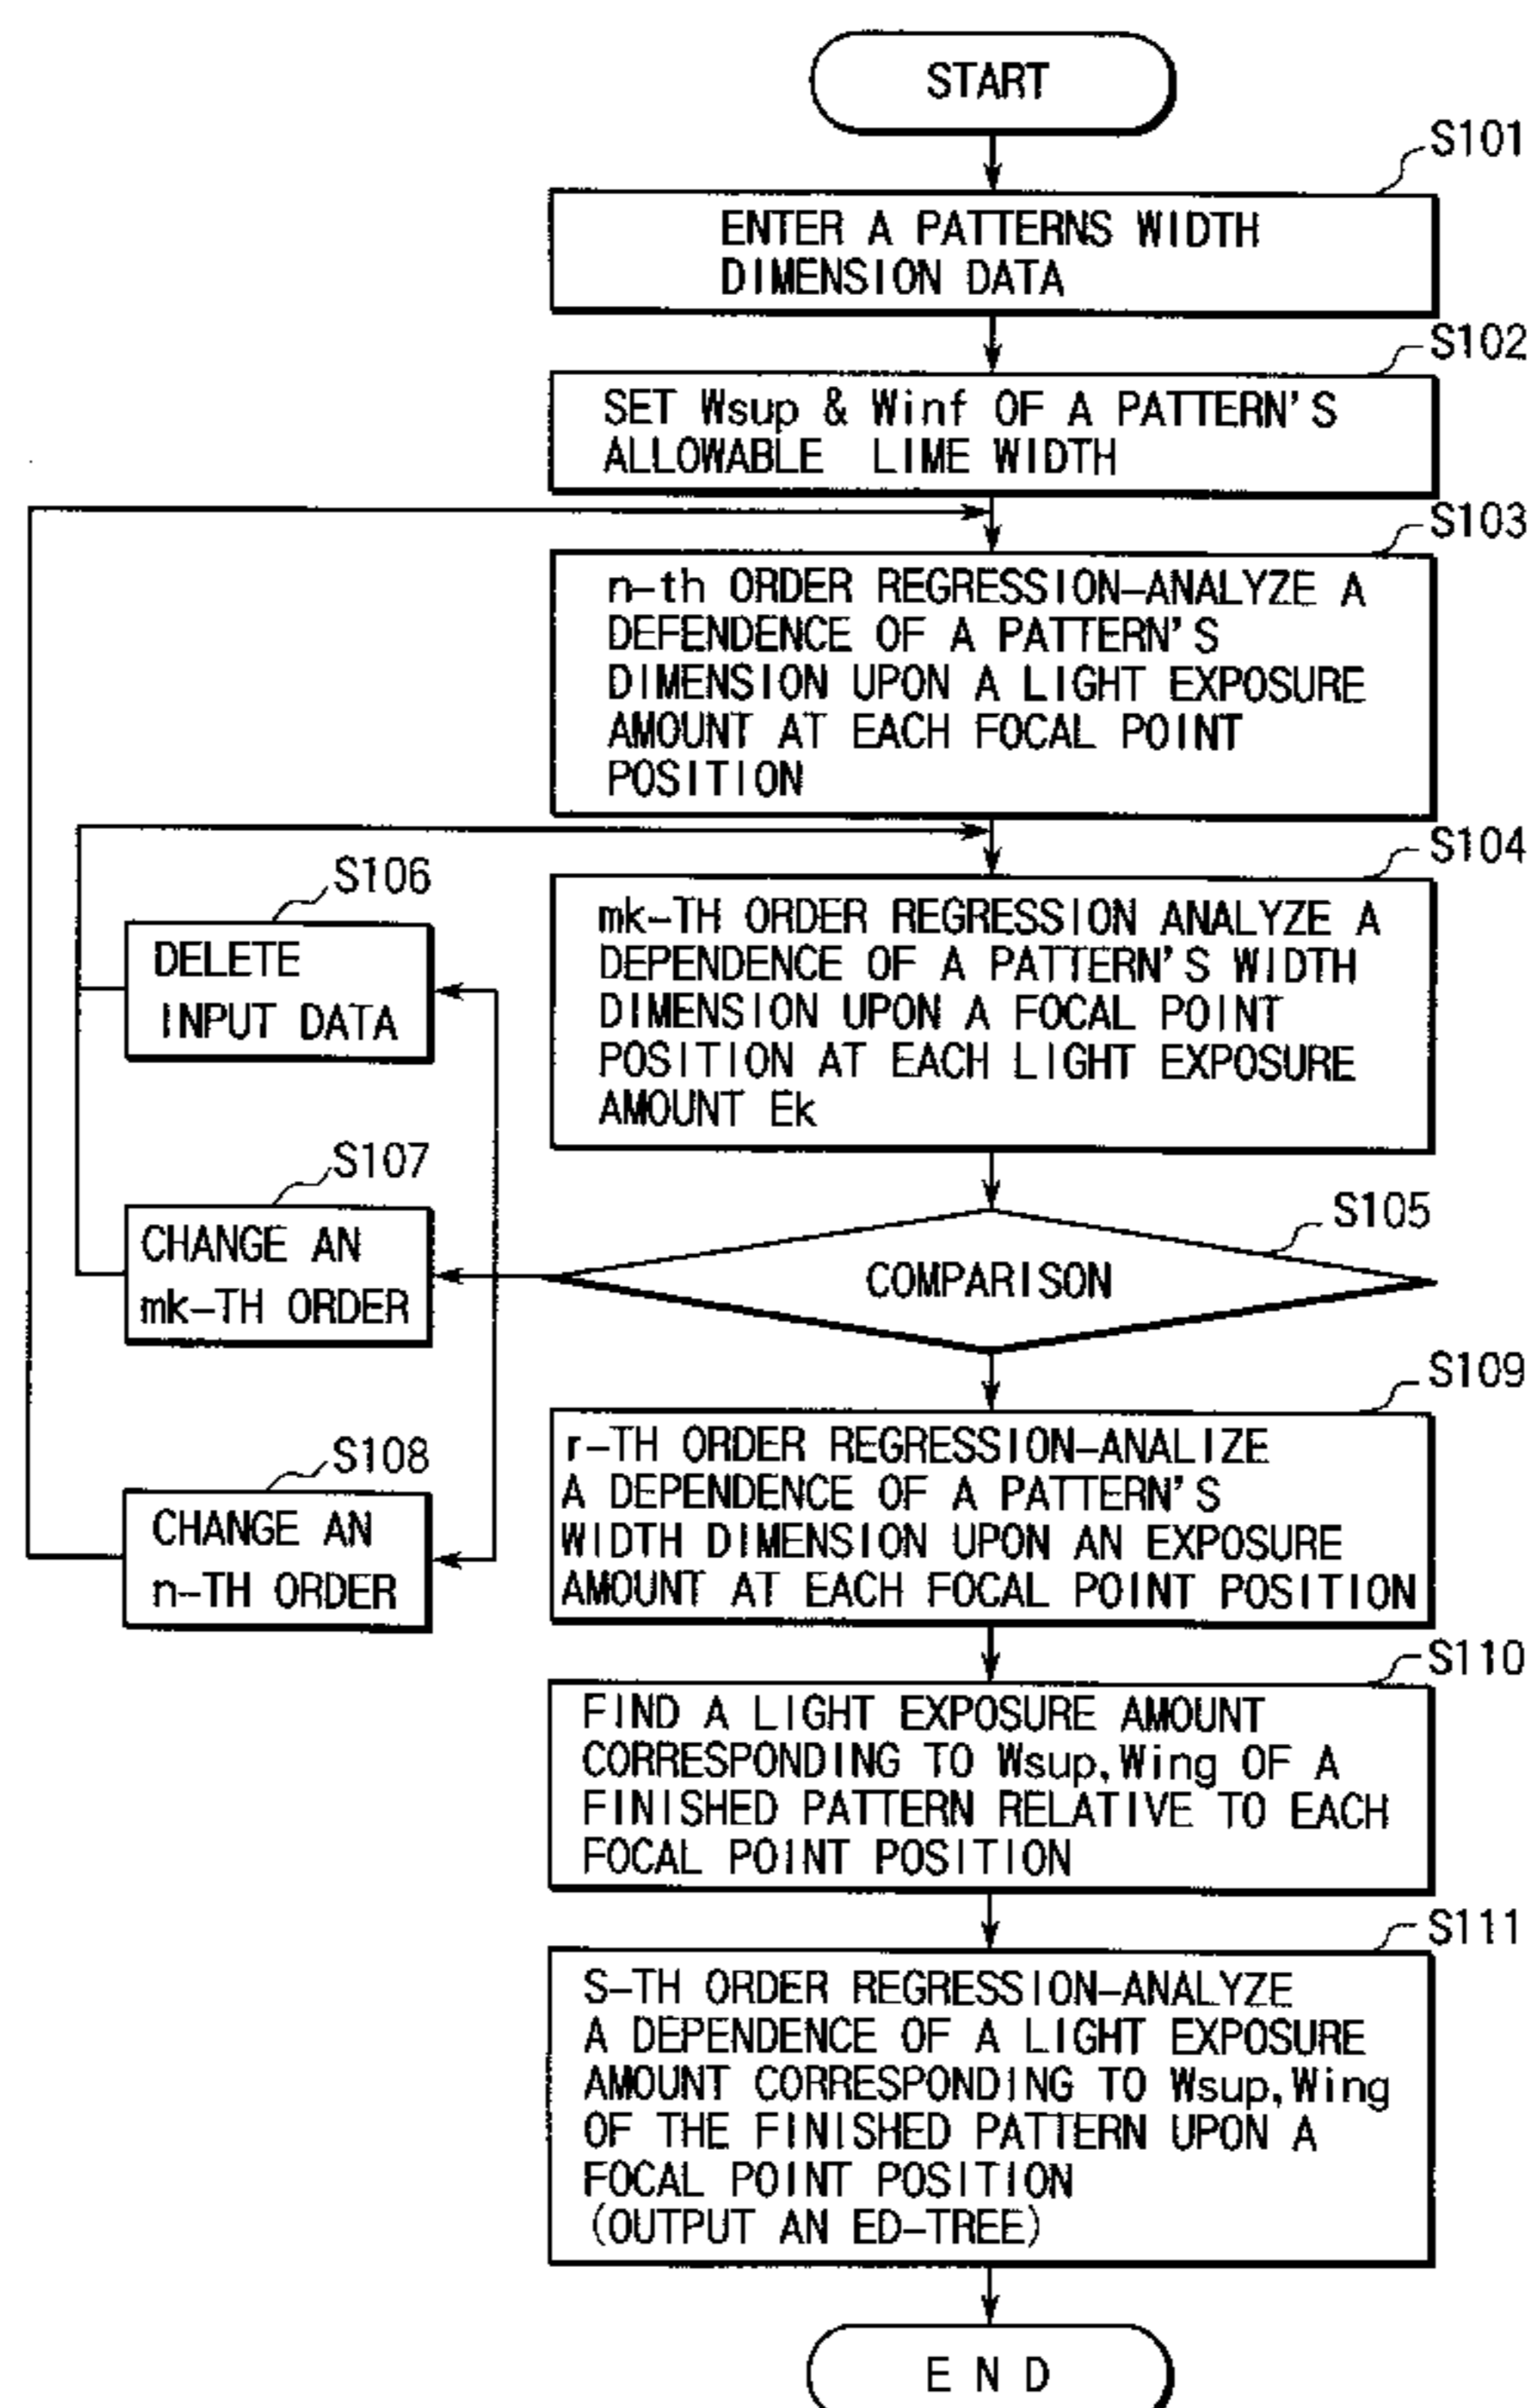 START
S101
ENTER A PATTERNS WIDTH
DIMENSION DATA
S102
SET Wsup & Winf OF A PATTERN'S
ALLOWABLE LIME WIDTH
S103
n-th ORDER REGRESSION-ANALYZE A
DEFENDENCE OF A PATTERN'S
DIMENSION UPON A LIGHT EXPOSURE
AMOUNT AT EACH FOCAL POINT
POSITION
S104
mk-TH ORDER REGRESSION ANALYZE A
DEPENDENCE OF A PATTERN'S WIDTH
DIMENSION UPON A FOCAL POINT
POSITION AT EACH LIGHT EXPOSURE
AMOUNT Ek
S106
DELETE
INPUT DATA
S107
CHANGE AN
mk-TH ORDER
S105
COMPARISON
S108
CHANGE AN
n-TH ORDER
S109
r-TH ORDER REGRESSION-ANALIZE
A DEPENDENCE OF A PATTERN'S
WIDTH DIMENSION UPON AN EXPOSURE
AMOUNT AT EACH FOCAL POINT POSITION
S110
FIND A LIGHT EXPOSURE AMOUNT
CORRESPONDING TO Wsup,Wing OF A
FINISHED PATTERN RELATIVE TO EACH
FOCAL POINT POSITION
S111
S-TH ORDER REGRESSION-ANALYZE
A DEPENDENCE OF A LIGHT EXPOSURE
AMOUNT CORRESPONDING TO Wsup,Wing
OF THE FINISHED PATTERN UPON A
FOCAL POINT POSITION
(OUTPUT AN ED-TREE)
END